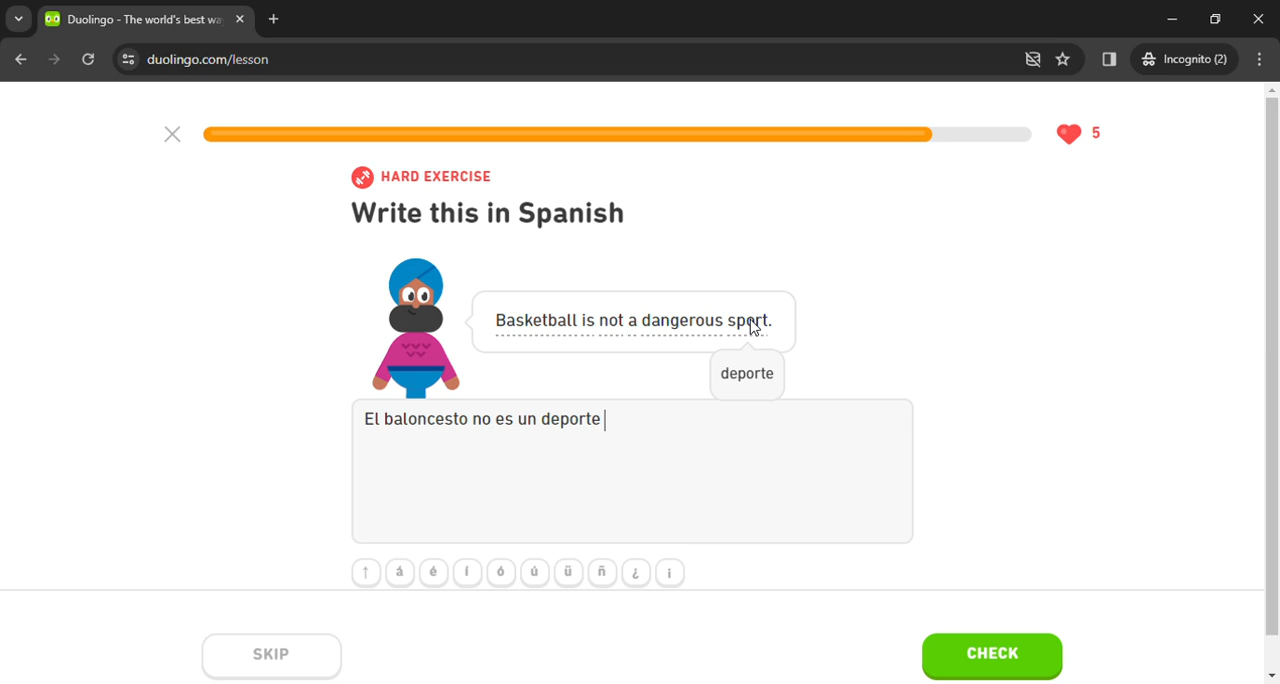 Duolingo - The world's best wa
duolingo.com/lesson
Incognito (2)
5
HARD EXERCISE
Write this in Spanish
Basketball is not a dangerous sport.
deporte
El baloncesto no es un deporte
↑ á é í ó ú ü ñ ¿ ¡
SKIP
CHECK